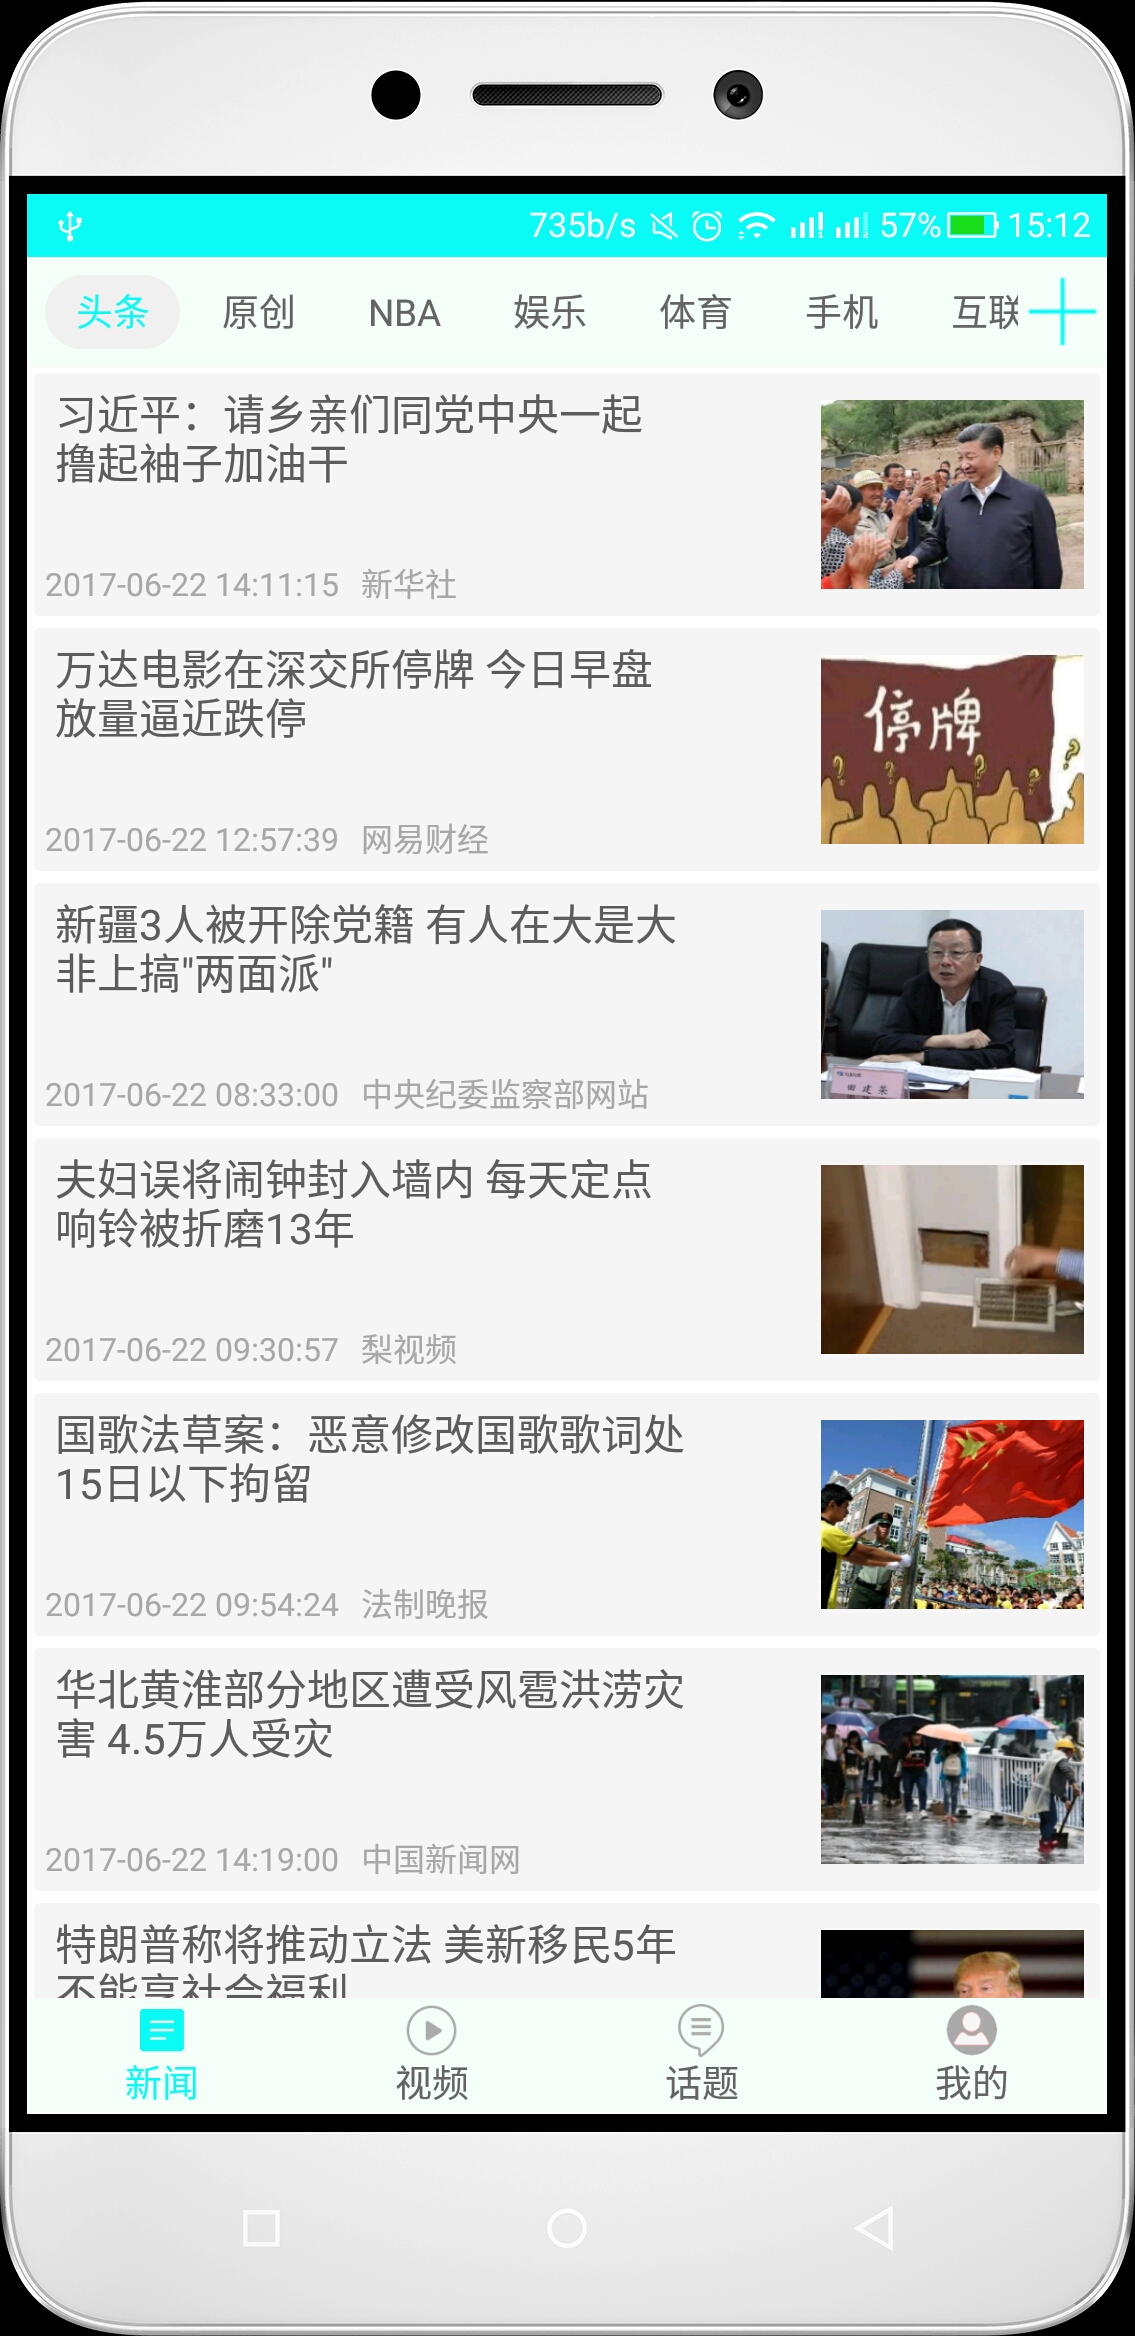 735b/s 57% 15:12
头条 原创 NBA 娱乐 体育 手机 互联
习近平：请乡亲们同党中央一起
撸起袖子加油干
2017-06-22 14:11:15 新华社
万达电影在深交所停牌 今日早盘
放量逼近跌停
停牌
2017-06-22 12:57:39 网易财经
新疆3人被开除党籍 有人在大是大
非上搞"两面派"
2017-06-22 08:33:00 中央纪委监察部网站
田建荣
夫妇误将闹钟封入墙内 每天定点
响铃被折磨13年
2017-06-22 09:30:57 梨视频
国歌法草案：恶意修改国歌歌词处
15日以下拘留
2017-06-22 09:54:24 法制晚报
华北黄淮部分地区遭受风雹洪涝灾
害 4.5万人受灾
2017-06-22 14:19:00 中国新闻网
特朗普称将推动立法 美新移民5年
不能享社会福利
新闻 视频 话题 我的